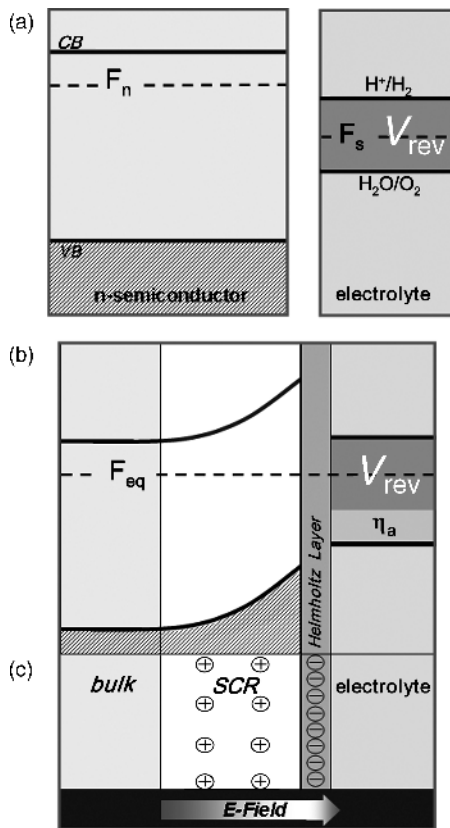 (a)
CB
Fn
VB
n-semiconductor
H⁺/H₂
Fs Vrev
H₂O/O₂
electrolyte
(b)
Feq
Vrev
ηa
Helmholtz Layer
(c)
bulk
SCR
electrolyte
+ +
+ +
+ +
+ +
−
−
−
−
−
−
−
−
E-Field